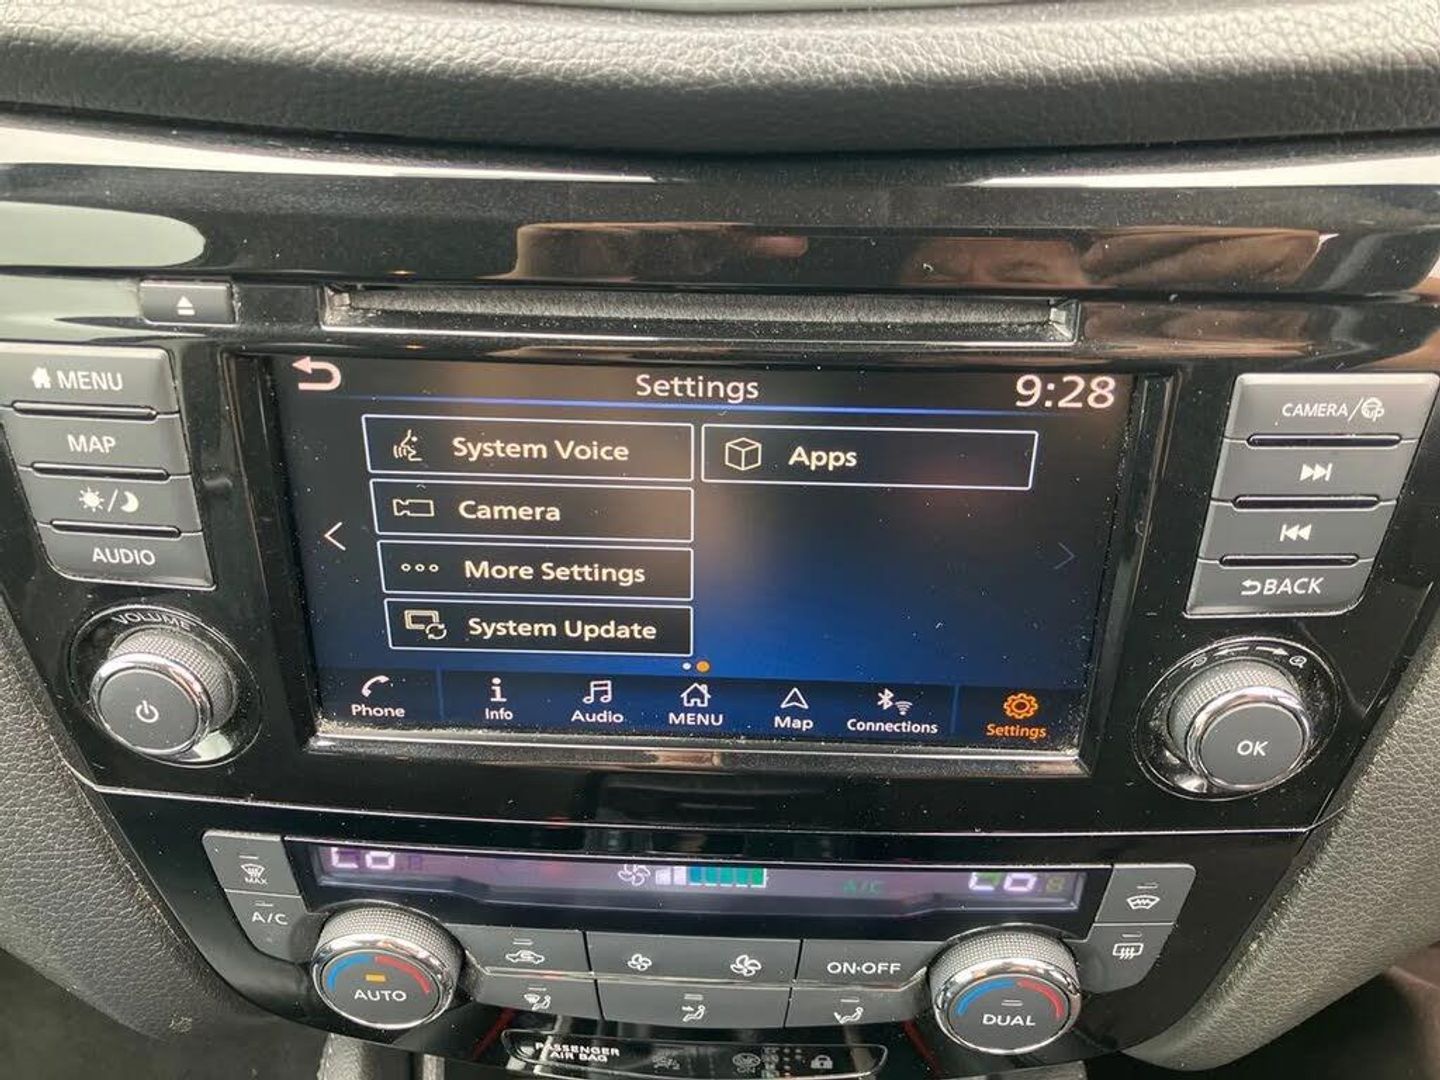 MENU
MAP
AUDIO
VOLUME
Settings
9:28
System Voice
Apps
Camera
More Settings
System Update
Phone
Info
Audio
MENU
Map
Connections
Settings
CAMERA/
BACK
OK
MAX
A/C
AUTO
Lo
A/C
Lo
ON·OFF
DUAL
PASSENGER
AIR BAG
ON